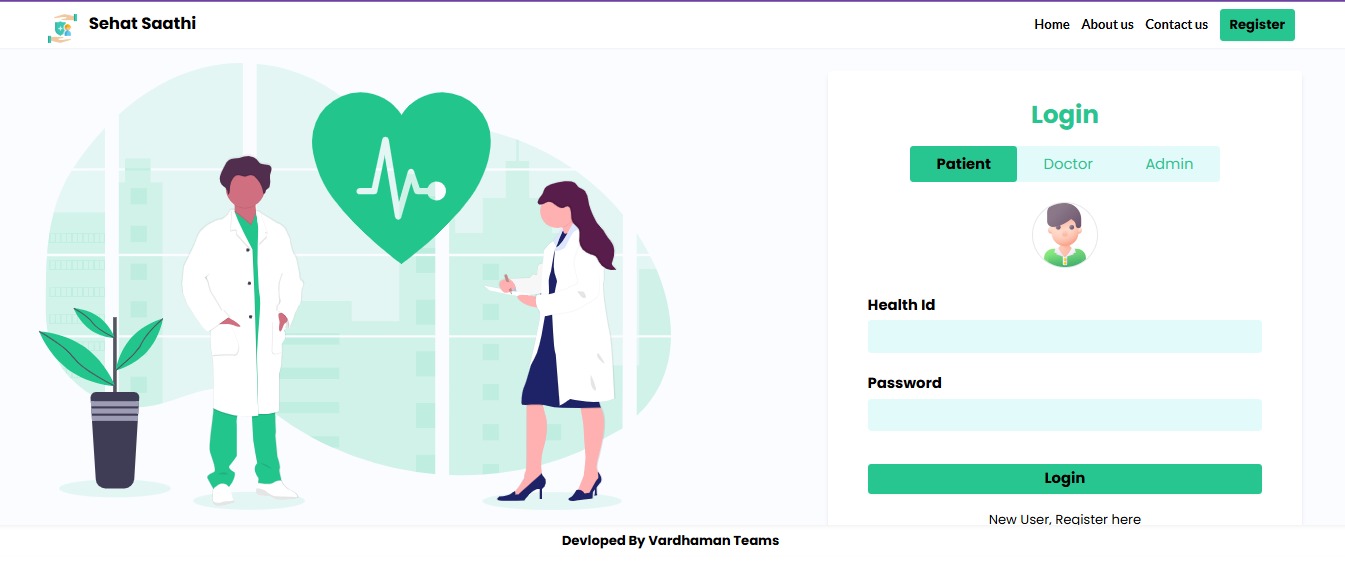 Sehat Saathi
Home About us Contact us Register
Login
Patient Doctor Admin
Health Id
Password
Login
New User, Register here
Devloped By Vardhaman Teams